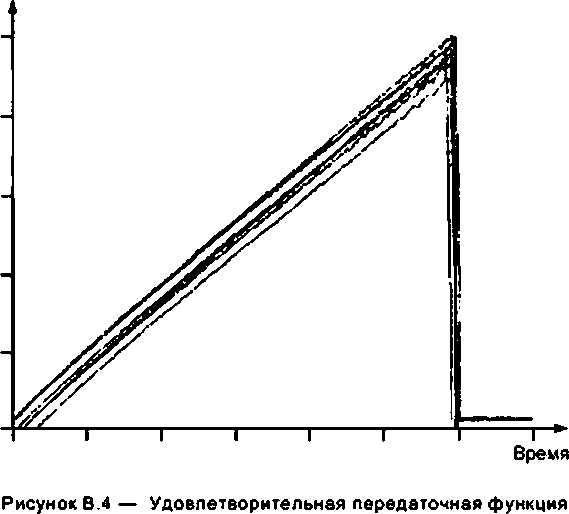 Время
Рисунок В.4 — Удовлетворительная передаточная функция